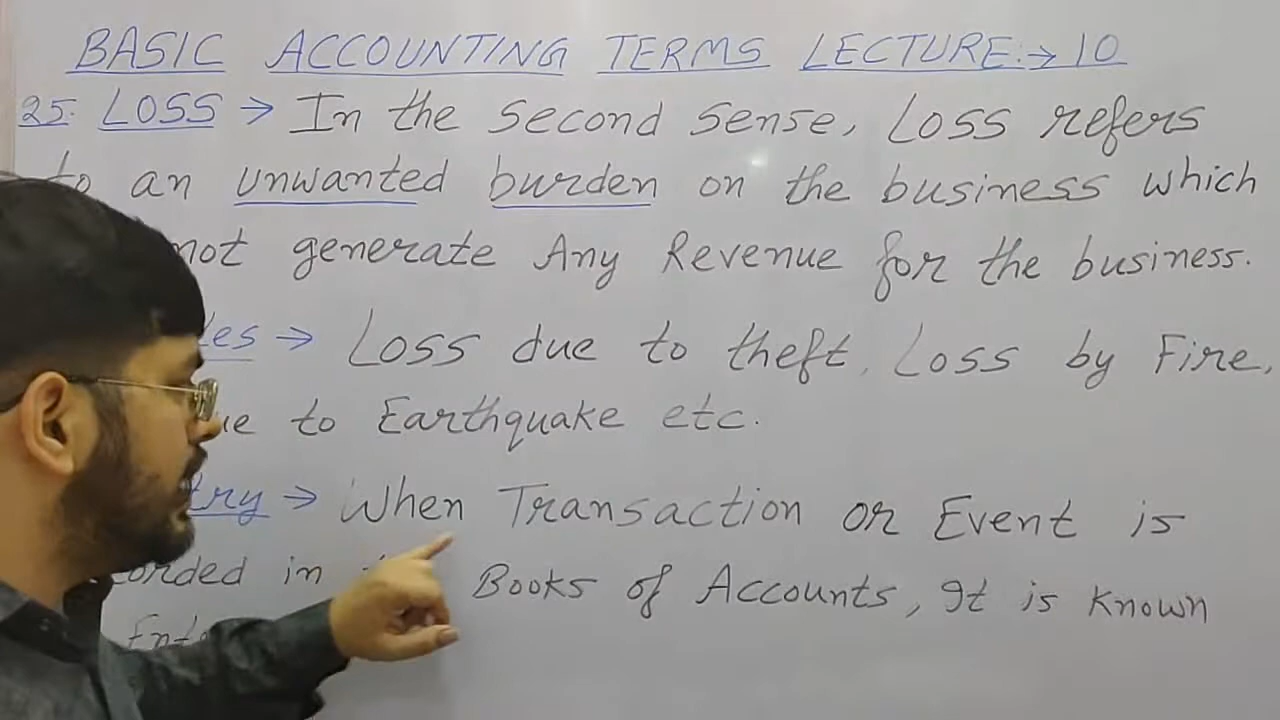 BASIC ACCOUNTING TERMS LECTURE:→ 10
25. LOSS → In the second sense, Loss refers
to an unwanted burden on the business which
not generate Any Revenue for the business.
→ Loss due to theft, Loss by Fire,
to Earthquake etc.
→ When Transaction or Event is
in Books of Accounts, It is known